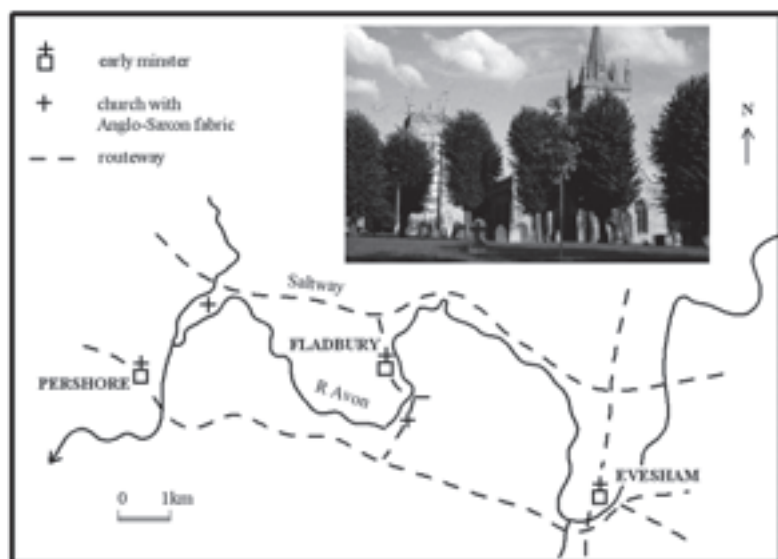 early minster
church with
Anglo-Saxon fabric
routeway
N
Saltway
FLADBURY
PERSHORE
R Avon
EVESHAM
0 1km